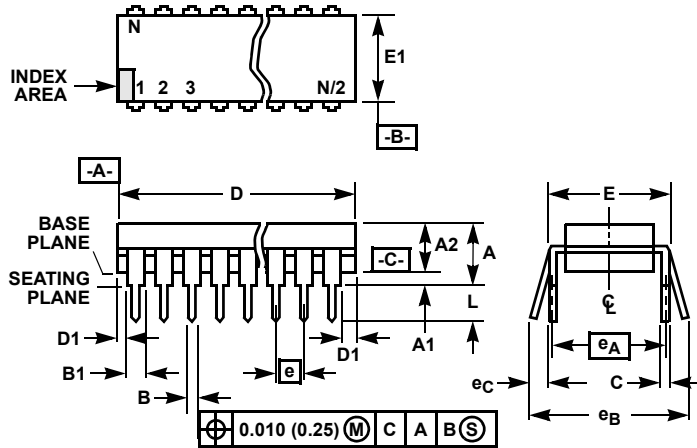 N
E1
INDEX
AREA
1 2 3 N/2
-B-
-A-
D
E
BASE
PLANE
A2
A
-C-
SEATING
PLANE
L
D1
D1
A1
eA
B1
e
eC
C
B
eB
0.010 (0.25) M C A B S